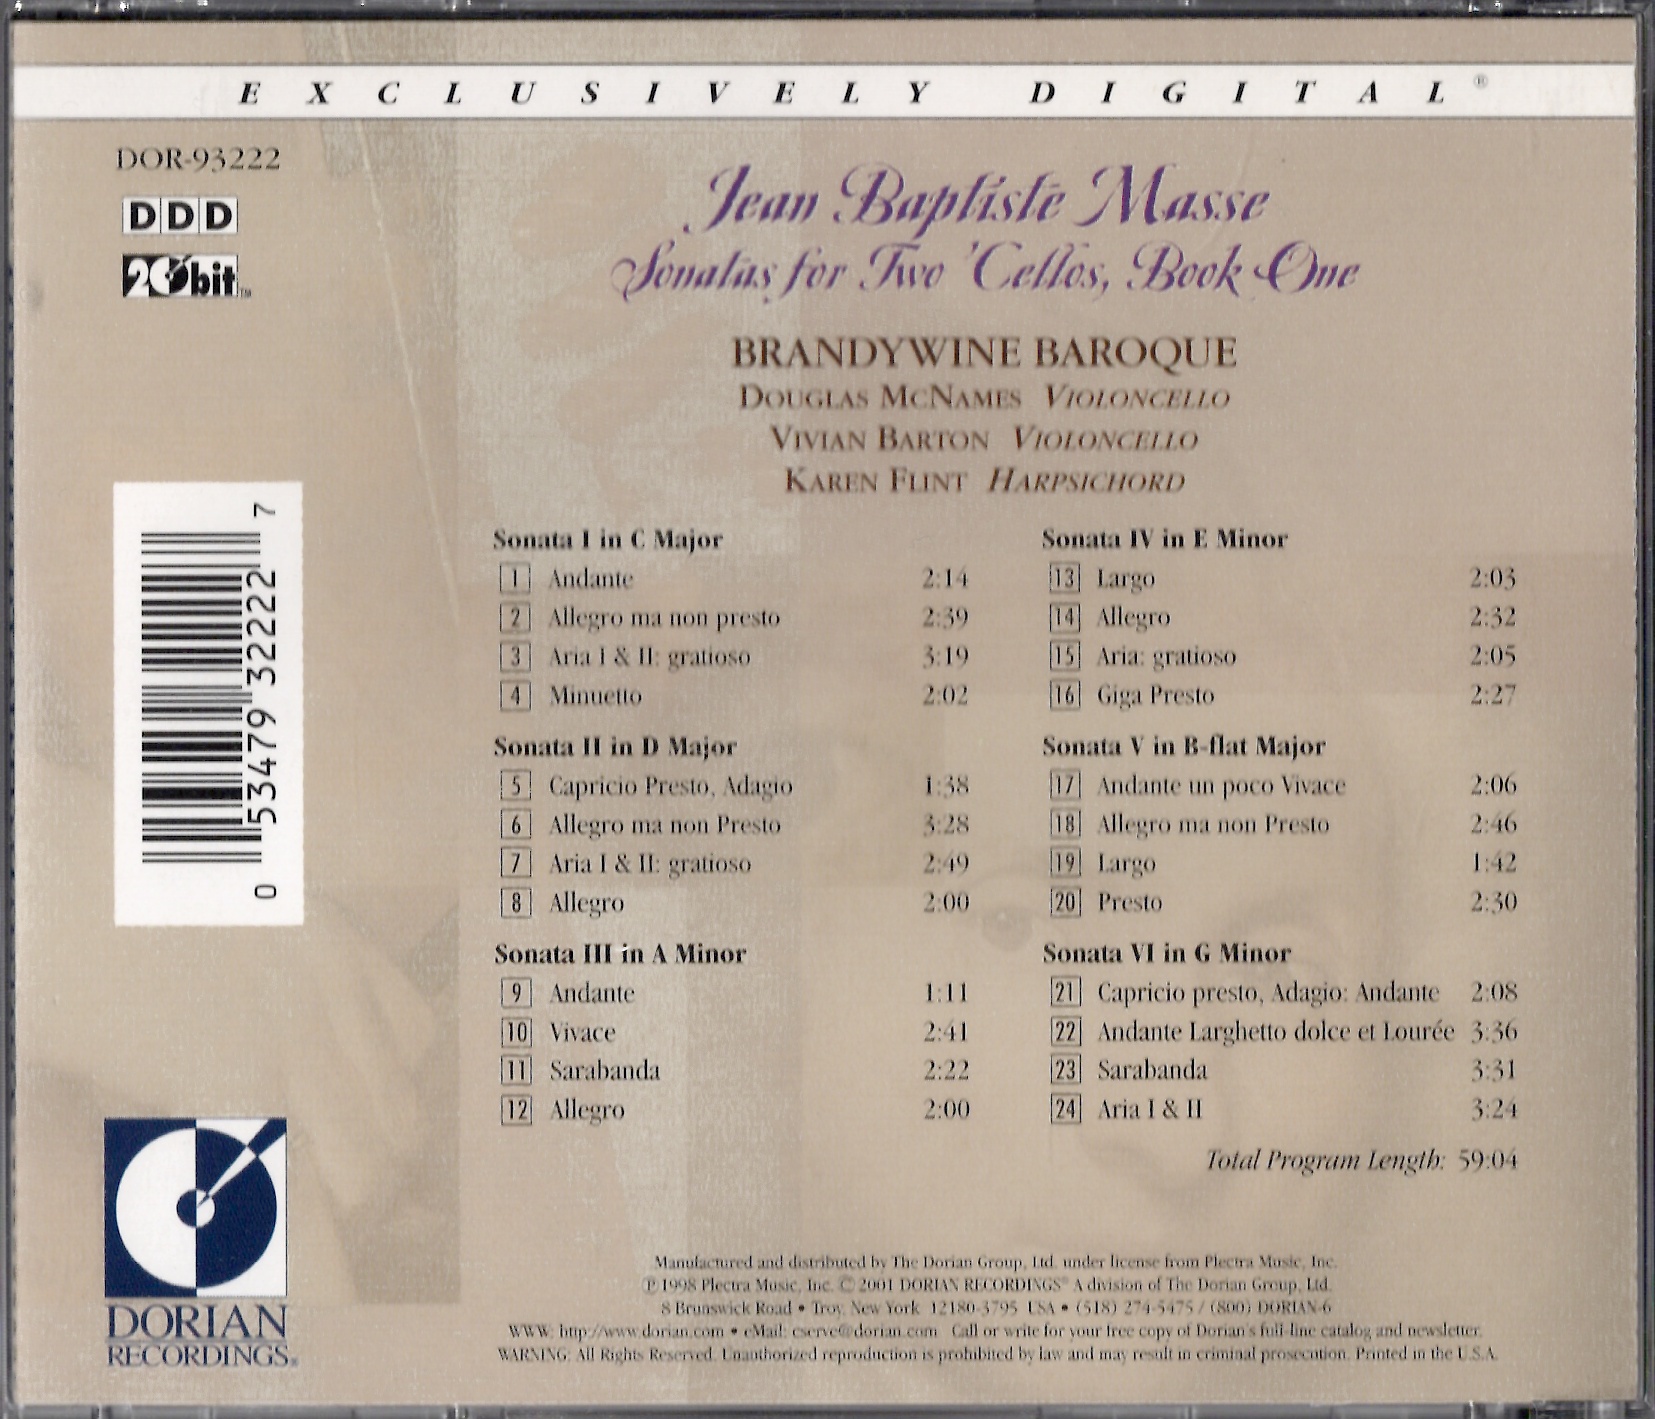 EXCLUSIVELY DIGITAL®
DOR-93222
DDD
20bit™
Jean Baptiste Masse
Sonatas for Two 'Cellos, Book One
BRANDYWINE BAROQUE
DOUGLAS MCNAMES VIOLONCELLO
VIVIAN BARTON VIOLONCELLO
KAREN FLINT HARPSICHORD
Sonata I in C Major
1 Andante 2:14
2 Allegro ma non presto 2:39
3 Aria I & II: gratioso 3:19
4 Minuetto 2:02
Sonata II in D Major
5 Capricio Presto, Adagio 1:38
6 Allegro ma non Presto 3:28
7 Aria I & II: gratioso 2:49
8 Allegro 2:00
Sonata III in A Minor
9 Andante 1:11
10 Vivace 2:41
11 Sarabanda 2:22
12 Allegro 2:00
Sonata IV in E Minor
13 Largo 2:03
14 Allegro 2:32
15 Aria: gratioso 2:05
16 Giga Presto 2:27
Sonata V in B-flat Major
17 Andante un poco Vivace 2:06
18 Allegro ma non Presto 2:46
19 Largo 1:42
20 Presto 2:30
Sonata VI in G Minor
21 Capricio presto, Adagio: Andante 2:08
22 Andante Larghetto dolce et Lourée 3:36
23 Sarabanda 3:31
24 Aria I & II 3:24
Total Program Length: 59:04
0 53479 32222 7
DORIAN
RECORDINGS®
Manufactured and distributed by The Dorian Group, Ltd. under license from Plectra Music, Inc.
℗ 1998 Plectra Music, Inc. © 2001 DORIAN RECORDINGS® A division of The Dorian Group, Ltd.
8 Brunswick Road • Troy, New York 12180-3795 USA • (518) 274-5475 / (800) DORIAN-6
WWW: http://www.dorian.com • eMail: cserve@dorian.com Call or write for your free copy of Dorian's full-line catalog and newsletter.
WARNING: All Rights Reserved. Unauthorized reproduction is prohibited by law and may result in criminal prosecution. Printed in the U.S.A.